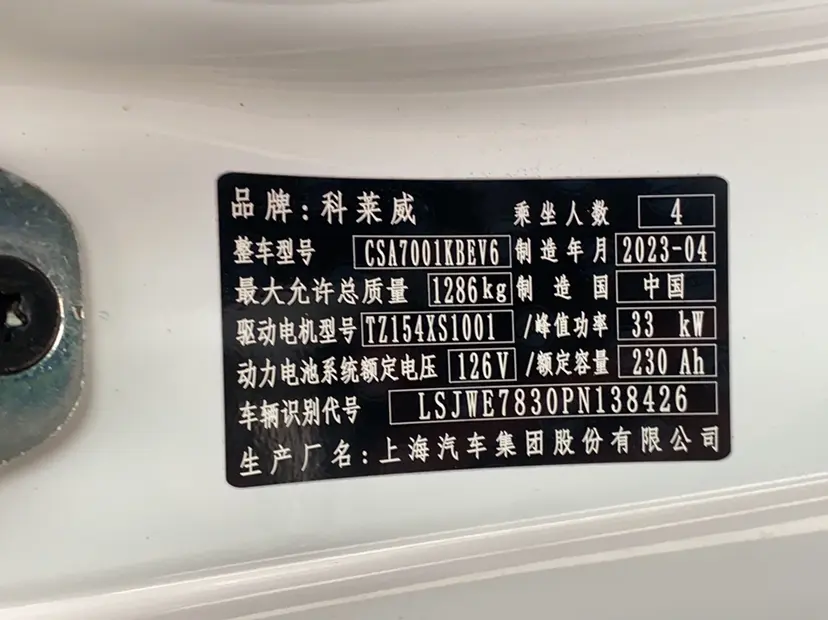 品牌：科莱威 乘坐人数 4
整车型号 CSA7001KBEV6 制造年月 2023-04
最大允许总质量 1286kg 制造国 中国
驱动电机型号 TZ154XS1001 /峰值功率 33 kW
动力电池系统额定电压 126V /额定容量 230 Ah
车辆识别代号 LSJWE7830PN138426
生产厂名：上海汽车集团股份有限公司